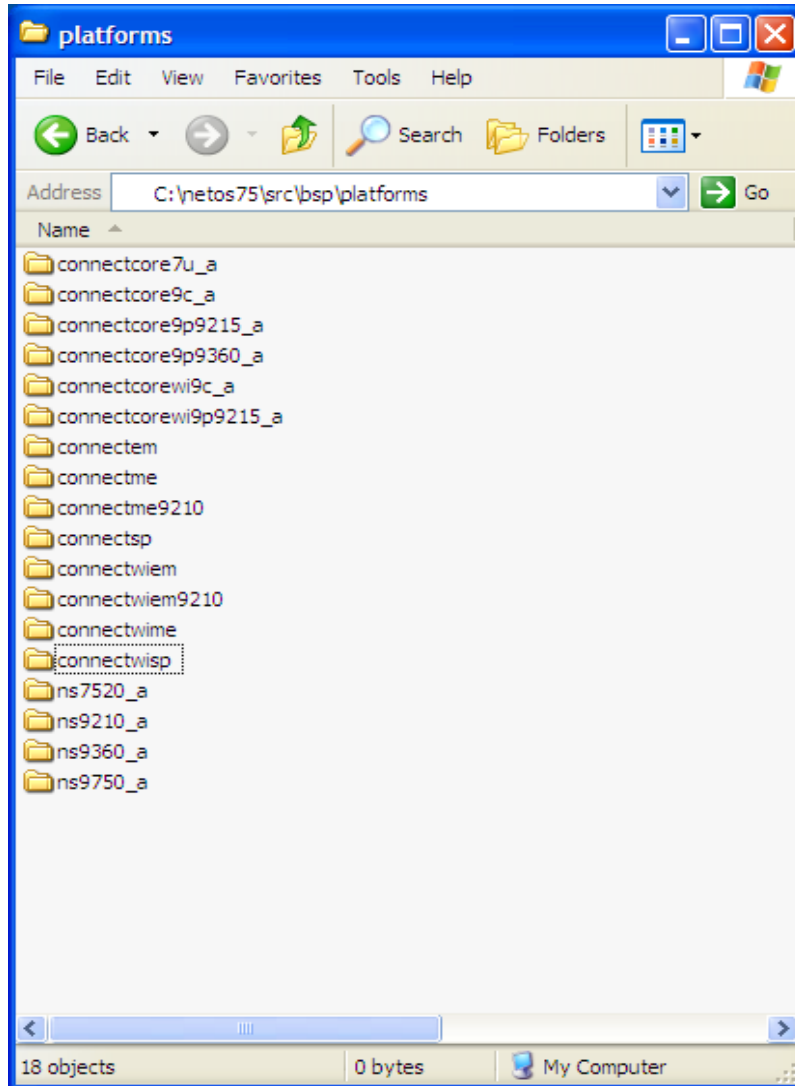 platforms
File Edit View Favorites Tools Help
Back Search Folders
Address C:\netos75\src\bsp\platforms Go
Name
connectcore7u_a
connectcore9c_a
connectcore9p9215_a
connectcore9p9360_a
connectcorewi9c_a
connectcorewi9p9215_a
connectem
connectme
connectme9210
connectsp
connectwiem
connectwiem9210
connectwime
connectwisp
ns7520_a
ns9210_a
ns9360_a
ns9750_a
18 objects 0 bytes My Computer